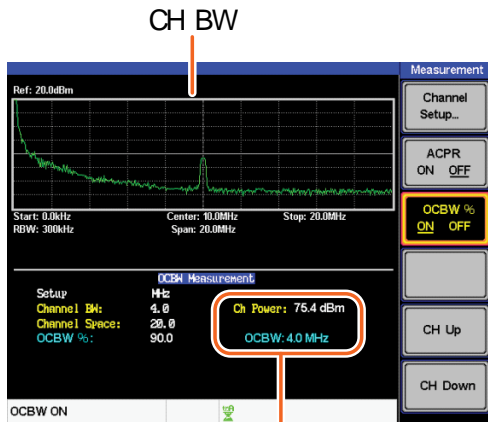 CH BW
Measurement
Ref: 20.0dBm
Start: 0.0kHz Center: 10.0MHz Stop: 20.0MHz
RBW: 300kHz Span: 20.0MHz
OCBW Measurement
Setup MHz
Channel BW: 4.0 Ch Power: 75.4 dBm
Channel Space: 20.0
OCBW %: 90.0 OCBW: 4.0 MHz
OCBW ON
Channel
Setup...
ACPR
ON OFF
OCBW %
ON OFF
CH Up
CH Down